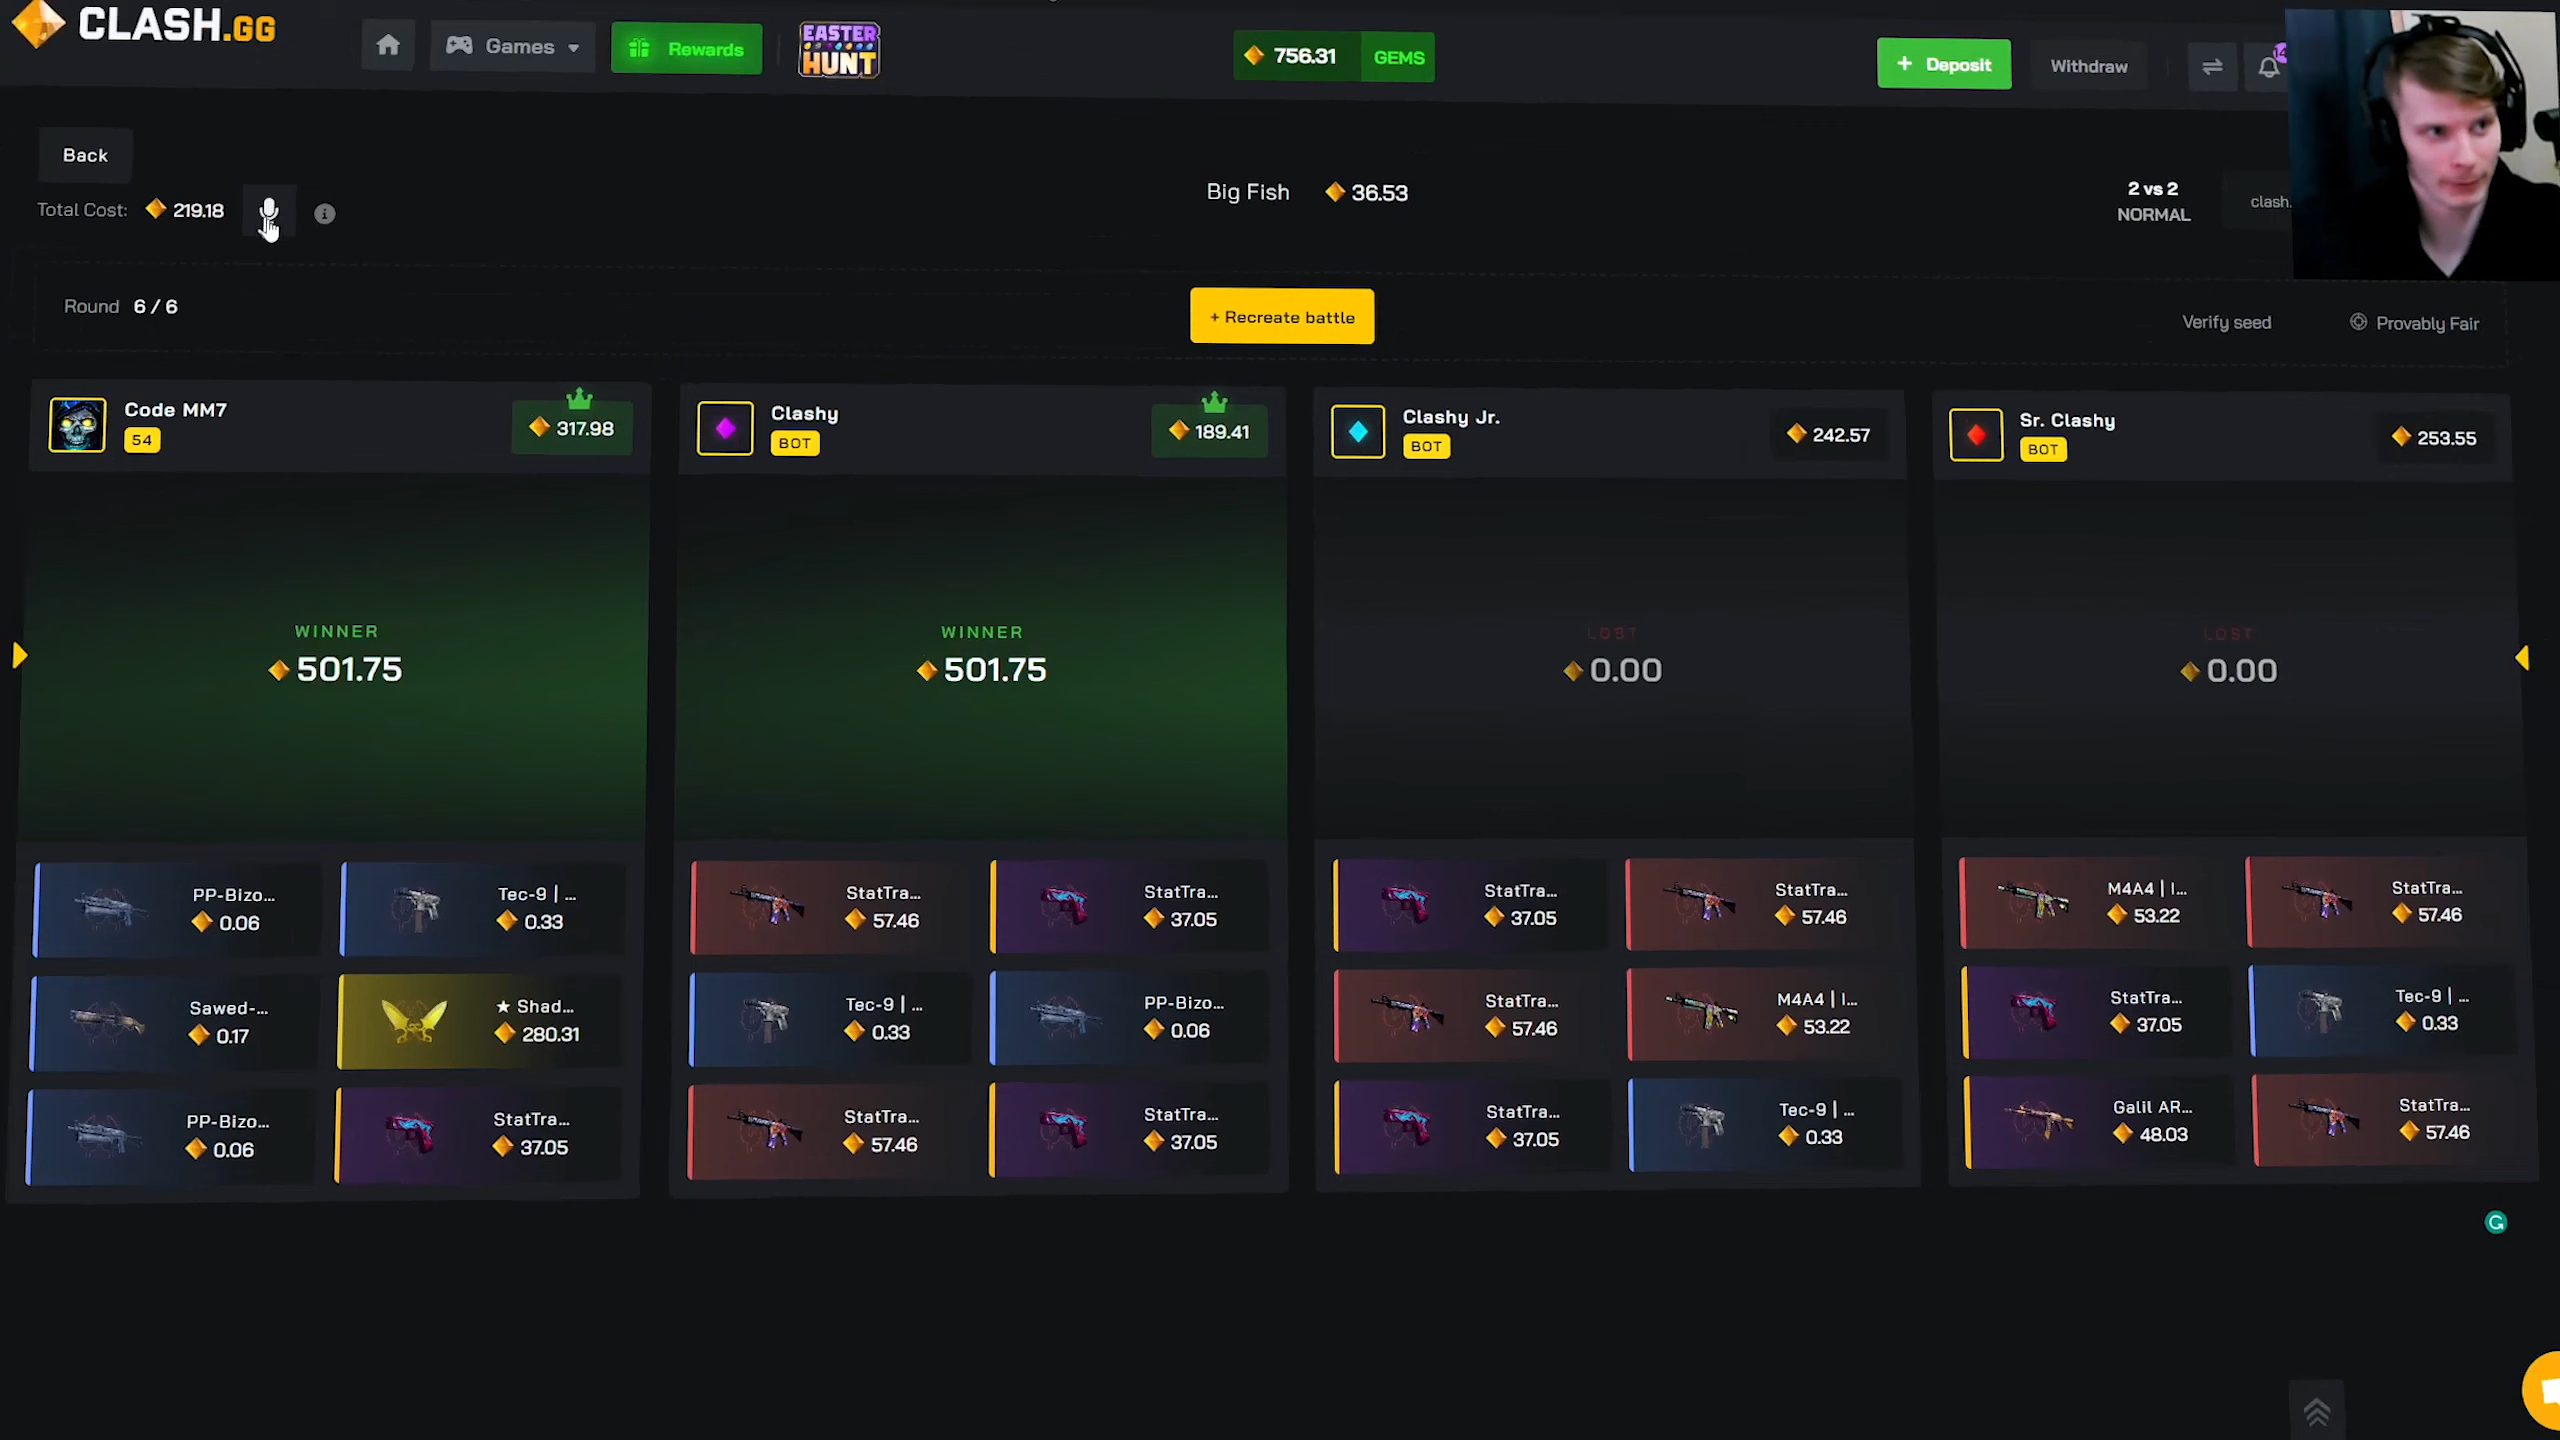 CLASH.GG
Games
Rewards
EASTER
HUNT
756.31
GEMS
+ Deposit
Withdraw
Back
Total Cost:
219.18
Big Fish
36.53
2 vs 2
NORMAL
clash.
Round 6 / 6
+ Recreate battle
Verify seed
Provably Fair
Code MM7
54
317.98
Clashy
BOT
189.41
Clashy Jr.
BOT
242.57
Sr. Clashy
BOT
253.55
WINNER
501.75
WINNER
501.75
LOST
0.00
LOST
0.00
PP-Bizo...
0.06
Tec-9 | ...
0.33
Sawed-...
0.17
★ Shad...
280.31
PP-Bizo...
0.06
StatTra...
37.05
StatTra...
57.46
StatTra...
37.05
Tec-9 | ...
0.33
PP-Bizo...
0.06
StatTra...
57.46
StatTra...
37.05
StatTra...
37.05
StatTra...
57.46
StatTra...
57.46
M4A4 | I...
53.22
StatTra...
37.05
Tec-9 | ...
0.33
M4A4 | I...
53.22
StatTra...
57.46
StatTra...
37.05
Tec-9 | ...
0.33
Galil AR...
48.03
StatTra...
57.46